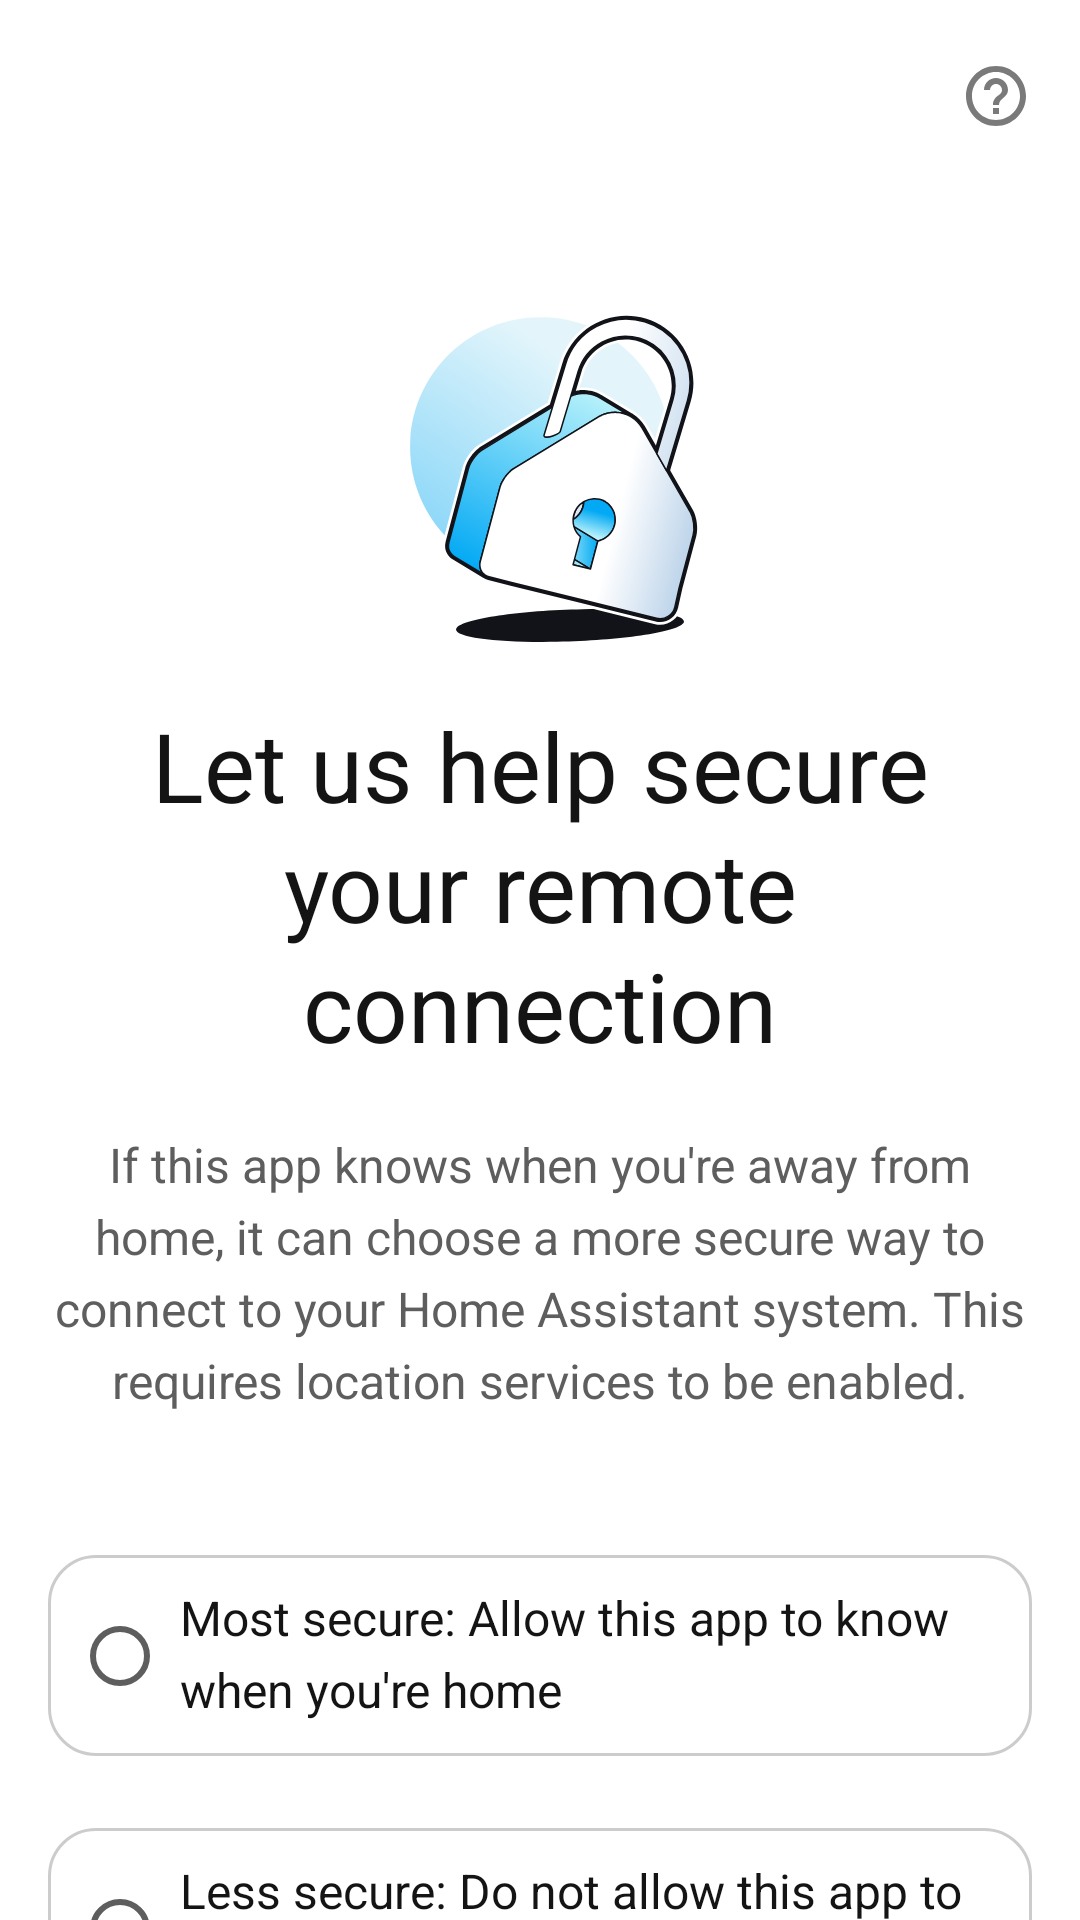 Let us help secure
your remote
connection
If this app knows when you're away from
home, it can choose a more secure way to
connect to your Home Assistant system. This
requires location services to be enabled.
Most secure: Allow this app to know
when you're home
Less secure: Do not allow this app to